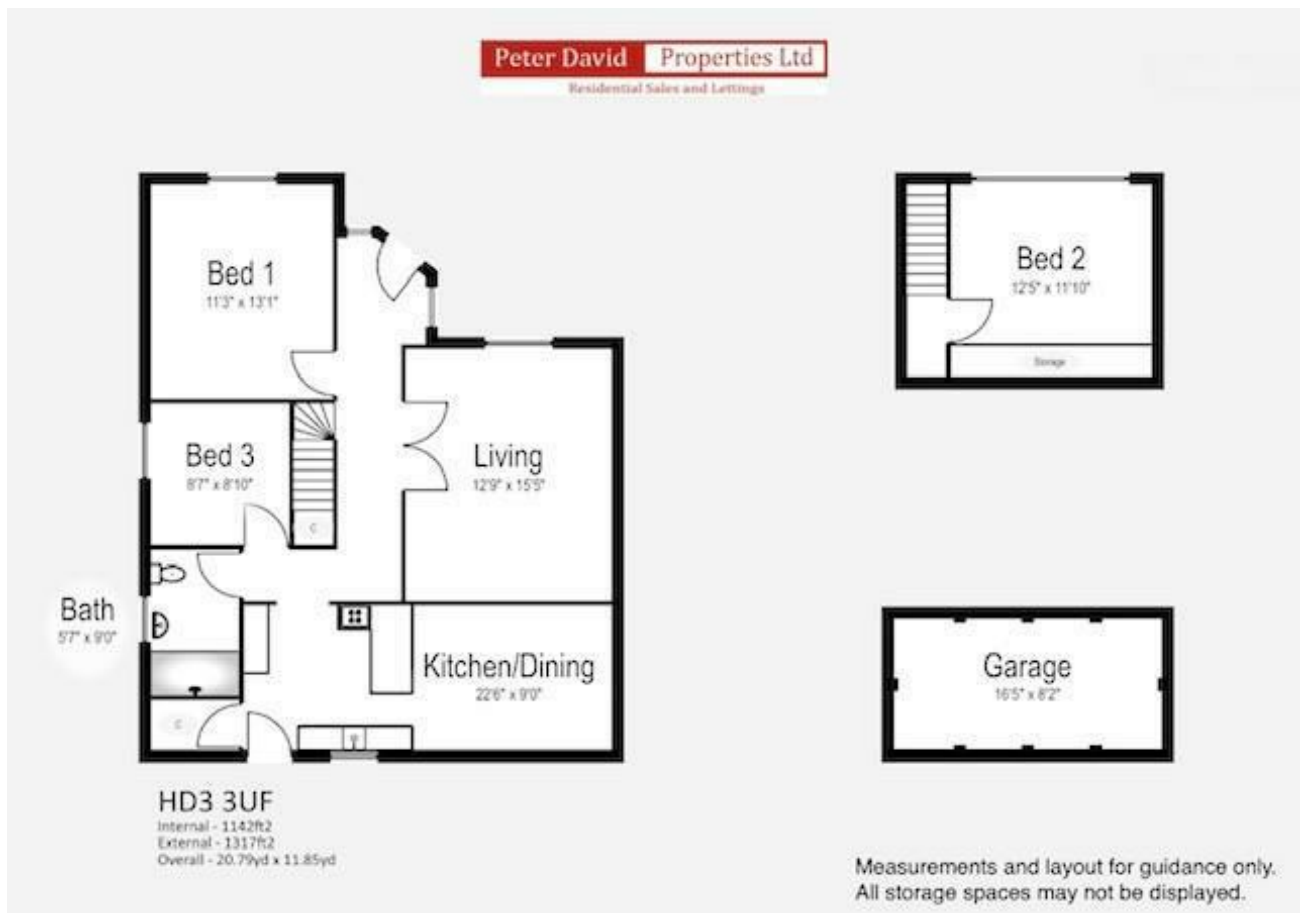 Peter David Properties Ltd
Residential Sales and Lettings
Bed 1
11'3" x 13'1"
Bed 2
12'5" x 11'10"
Storage
Bed 3
8'7" x 8'10"
C
Living
12'9" x 15'5"
Bath
5'7" x 9'0"
Kitchen/Dining
22'6" x 9'0"
C
Garage
16'5" x 8'2"
HD3 3UF
Internal - 1142ft2
External - 1317ft2
Overall - 20.79yd x 11.85yd
Measurements and layout for guidance only.
All storage spaces may not be displayed.